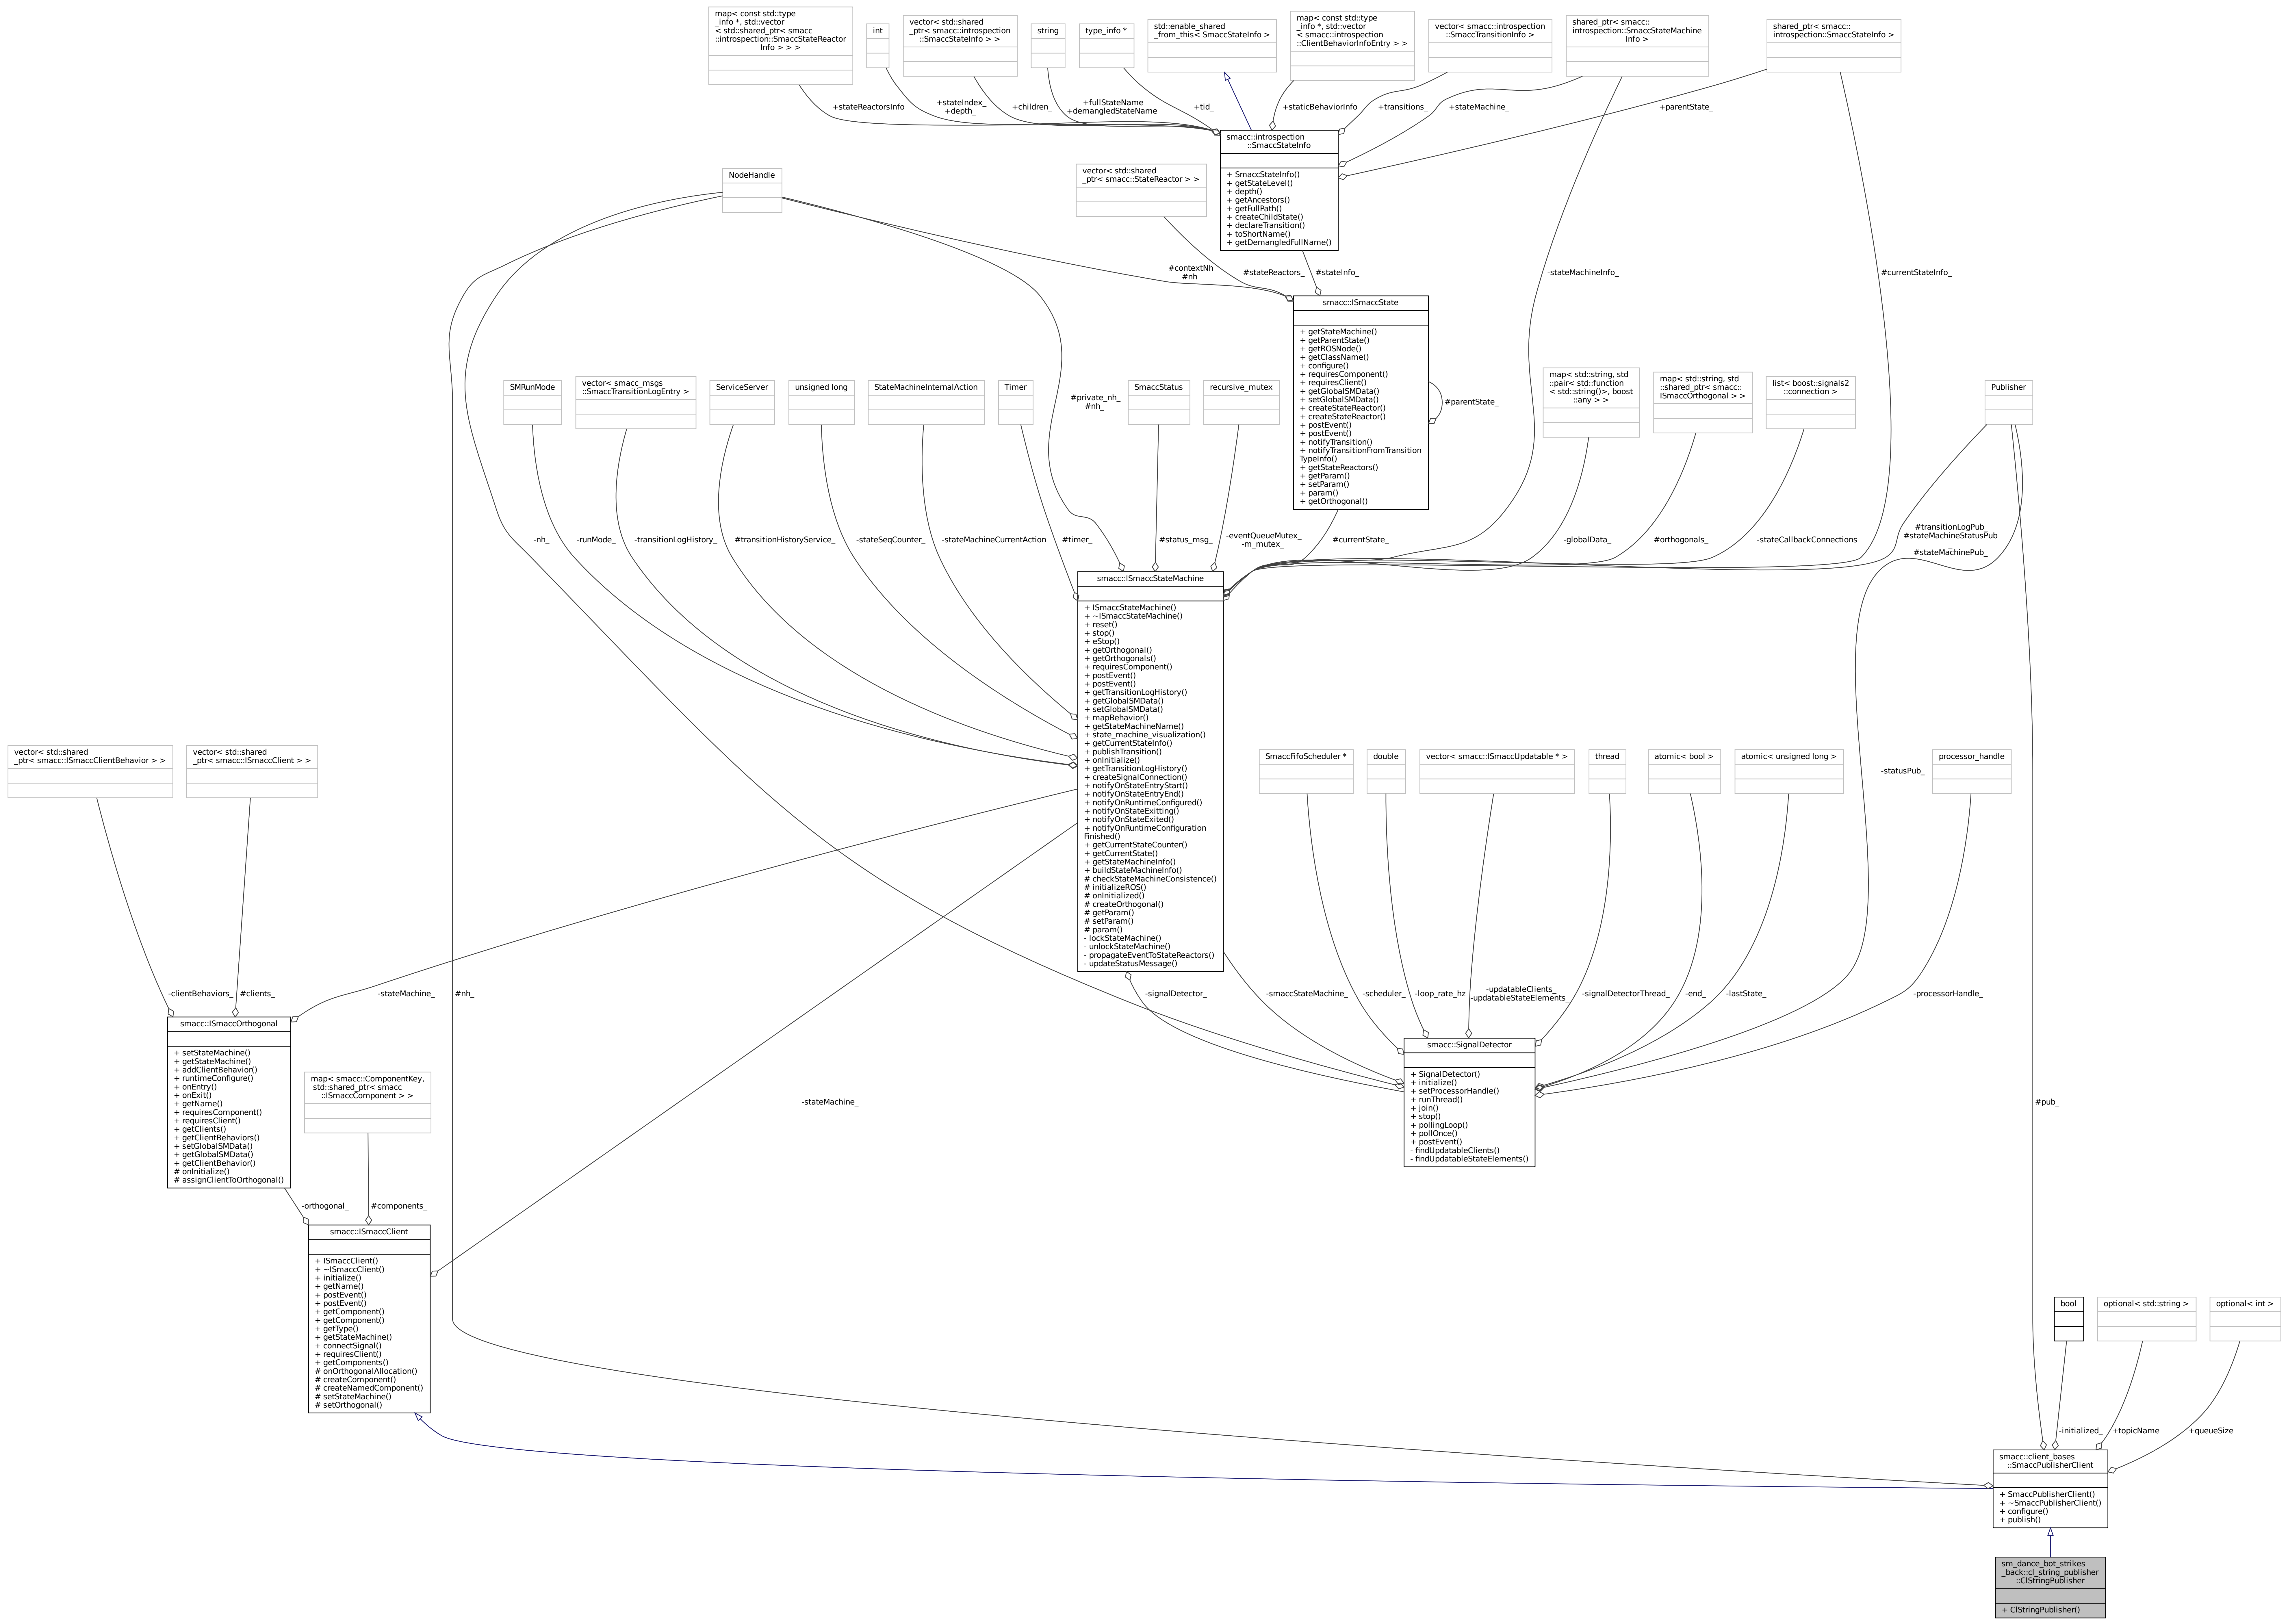 map< const std::type
_info *, std::vector
< std::shared_ptr< smacc
::introspection::SmaccStateReactor
Info > > >
int
vector< std::shared
_ptr< smacc::introspection
::SmaccStateInfo > >
string
type_info *
std::enable_shared
_from_this< SmaccStateInfo >
map< const std::type
_info *, std::vector
< smacc::introspection
::ClientBehaviorInfoEntry > >
vector< smacc::introspection
::SmaccTransitionInfo >
shared_ptr< smacc::
introspection::SmaccStateMachine
Info >
shared_ptr< smacc::
introspection::SmaccStateInfo >
+stateReactorsInfo
+stateIndex_
+depth_
+children_
+fullStateName
+demangledStateName
+tid_
+staticBehaviorInfo
+transitions_
+stateMachine_
+parentState_
smacc::introspection
::SmaccStateInfo
+ SmaccStateInfo()
+ getStateLevel()
+ depth()
+ getAncestors()
+ getFullPath()
+ createChildState()
+ declareTransition()
+ toShortName()
+ getDemangledFullName()
NodeHandle
vector< std::shared
_ptr< smacc::StateReactor > >
#contextNh
#nh
#stateReactors_
#stateInfo_
-stateMachineInfo_
#currentStateInfo_
smacc::ISmaccState
+ getStateMachine()
+ getParentState()
+ getROSNode()
+ getClassName()
+ configure()
+ requiresComponent()
+ requiresClient()
+ getGlobalSMData()
+ setGlobalSMData()
+ createStateReactor()
+ createStateReactor()
+ postEvent()
+ postEvent()
+ notifyTransition()
+ notifyTransitionFromTransition
TypeInfo()
+ getStateReactors()
+ getParam()
+ setParam()
+ param()
+ getOrthogonal()
#parentState_
SMRunMode
vector< smacc_msgs
::SmaccTransitionLogEntry >
ServiceServer
unsigned long
StateMachineInternalAction
Timer
#private_nh_
#nh_
SmaccStatus
recursive_mutex
map< std::string, std
::pair< std::function
< std::string()>, boost
::any > >
map< std::string, std
::shared_ptr< smacc::
ISmaccOrthogonal > >
list< boost::signals2
::connection >
Publisher
-nh_
-runMode_
-transitionLogHistory_
#transitionHistoryService_
-stateSeqCounter_
-stateMachineCurrentAction
#timer_
#status_msg_
-eventQueueMutex_
-m_mutex_
#currentState_
-globalData_
#orthogonals_
-stateCallbackConnections
#transitionLogPub_
#stateMachineStatusPub
_
#stateMachinePub_
smacc::ISmaccStateMachine
+ ISmaccStateMachine()
+ ~ISmaccStateMachine()
+ reset()
+ stop()
+ eStop()
+ getOrthogonal()
+ getOrthogonals()
+ requiresComponent()
+ postEvent()
+ postEvent()
+ getTransitionLogHistory()
+ getGlobalSMData()
+ setGlobalSMData()
+ mapBehavior()
+ getStateMachineName()
+ state_machine_visualization()
+ getCurrentStateInfo()
+ publishTransition()
+ onInitialize()
+ getTransitionLogHistory()
+ createSignalConnection()
+ notifyOnStateEntryStart()
+ notifyOnStateEntryEnd()
+ notifyOnRuntimeConfigured()
+ notifyOnStateExitting()
+ notifyOnStateExited()
+ notifyOnRuntimeConfiguration
Finished()
+ getCurrentStateCounter()
+ getCurrentState()
+ getStateMachineInfo()
+ buildStateMachineInfo()
# checkStateMachineConsistence()
# initializeROS()
# onInitialized()
# createOrthogonal()
# getParam()
# setParam()
# param()
- lockStateMachine()
- unlockStateMachine()
- propagateEventToStateReactors()
- updateStatusMessage()
vector< std::shared
_ptr< smacc::ISmaccClientBehavior > >
vector< std::shared
_ptr< smacc::ISmaccClient > >
SmaccFifoScheduler *
double
vector< smacc::ISmaccUpdatable * >
thread
atomic< bool >
atomic< unsigned long >
processor_handle
-statusPub_
-clientBehaviors_
#clients_
-stateMachine_
#nh_
-signalDetector_
-smaccStateMachine_
-scheduler_
-loop_rate_hz
-updatableClients_
-updatableStateElements_
-signalDetectorThread_
-end_
-lastState_
-processorHandle_
smacc::ISmaccOrthogonal
+ setStateMachine()
+ getStateMachine()
+ addClientBehavior()
+ runtimeConfigure()
+ onEntry()
+ onExit()
+ getName()
+ requiresComponent()
+ requiresClient()
+ getClients()
+ getClientBehaviors()
+ setGlobalSMData()
+ getGlobalSMData()
+ getClientBehavior()
# onInitialize()
# assignClientToOrthogonal()
smacc::SignalDetector
+ SignalDetector()
+ initialize()
+ setProcessorHandle()
+ runThread()
+ join()
+ stop()
+ pollingLoop()
+ pollOnce()
+ postEvent()
- findUpdatableClients()
- findUpdatableStateElements()
map< smacc::ComponentKey,
std::shared_ptr< smacc
::ISmaccComponent > >
-stateMachine_
#pub_
-orthogonal_
#components_
smacc::ISmaccClient
+ ISmaccClient()
+ ~ISmaccClient()
+ initialize()
+ getName()
+ postEvent()
+ postEvent()
+ getComponent()
+ getComponent()
+ getType()
+ getStateMachine()
+ connectSignal()
+ requiresClient()
+ getComponents()
# onOrthogonalAllocation()
# createComponent()
# createNamedComponent()
# setStateMachine()
# setOrthogonal()
bool
optional< std::string >
optional< int >
-initialized_
+topicName
+queueSize
smacc::client_bases
::SmaccPublisherClient
+ SmaccPublisherClient()
+ ~SmaccPublisherClient()
+ configure()
+ publish()
sm_dance_bot_strikes
_back::cl_string_publisher
::ClStringPublisher
+ ClStringPublisher()